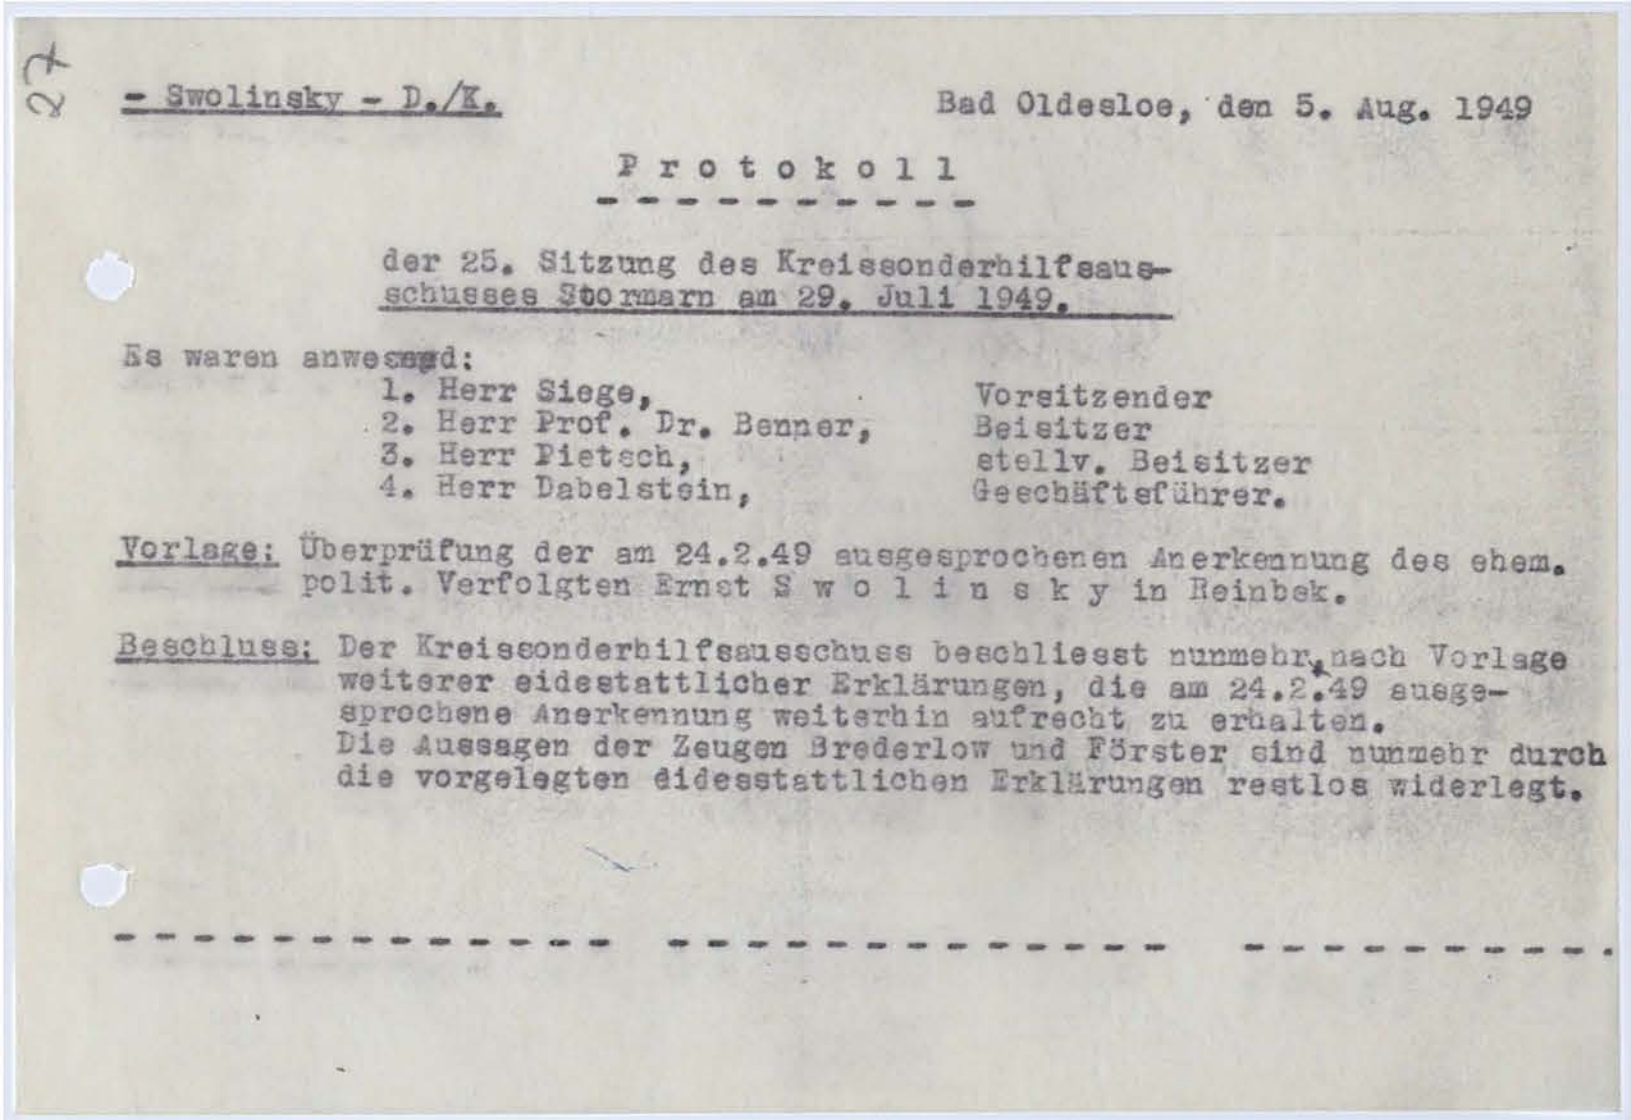 27
- Swolinsky - D./K.
Bad Oldesloe, den 5. Aug. 1949
P r o t o k o l l
der 25. Sitzung des Kreissonderhilfsaus-
schusses Stormarn am 29. Juli 1949.
Es waren anwesend:
1. Herr Siege, Vorsitzender
2. Herr Prof. Dr. Benner, Beisitzer
3. Herr Pietsch, stellv. Beisitzer
4. Herr Dabelstein, Geschäftsführer.
Vorlage: Überprüfung der am 24.2.49 ausgesprochenen Anerkennung des ehem.
polit. Verfolgten Ernst S w o l i n s k y in Reinbek.
Beschluss: Der Kreissonderhilfsausschuss beschliesst nunmehr, nach Vorlage
weiterer eidestattlicher Erklärungen, die am 24.2.49 ausge-
sprochene Anerkennung weiterhin aufrecht zu erhalten.
Die Aussagen der Zeugen Brederlow und Förster sind nunmehr durch
die vorgelegten eidesstattlichen Erklärungen restlos widerlegt.